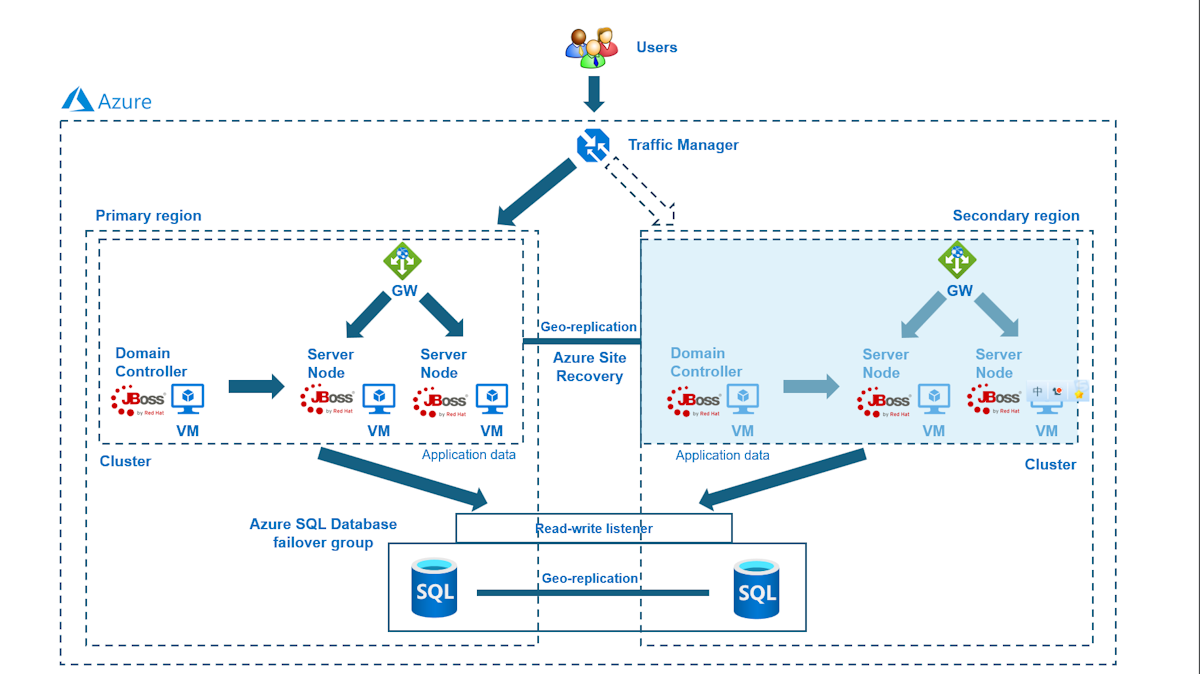 Users
Azure
Traffic Manager
Primary region
Secondary region
GW
GW
Geo-replication
Azure Site
Recovery
Domain
Controller
JBoss
by Red Hat
VM
Server
Node
JBoss
by Red Hat
VM
Server
Node
JBoss
by Red Hat
VM
Domain
Controller
JBoss
by Red Hat
VM
Server
Node
JBoss
by Red Hat
VM
Server
Node
JBoss
by Red Hat
中
VM
Cluster
Application data
Application data
Cluster
Azure SQL Database
failover group
Read-write listener
SQL
Geo-replication
SQL